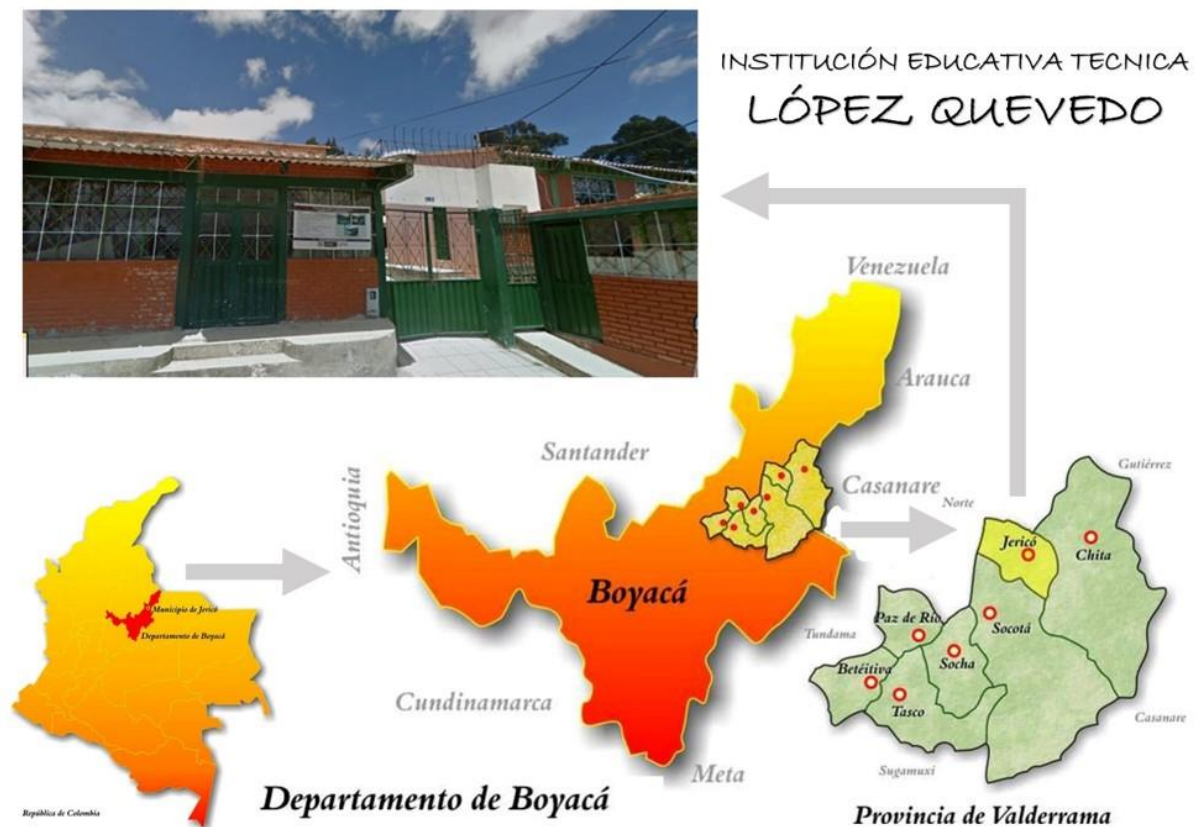 INSTITUCIÓN EDUCATIVA TECNICA
LÓPEZ QUEVEDO
Venezuela
Arauca
Santander
Antioquia
Casanare
Boyacá
Cundinamarca
Meta
Municipio de Jericó
Departamento de Boyacá
República de Colombia
Departamento de Boyacá
Norte
Gutiérrez
Jericó
Chita
Socotá
Paz de Río
Tundama
Socha
Betéitiva
Tasco
Casanare
Sugamuxi
Provincia de Valderrama